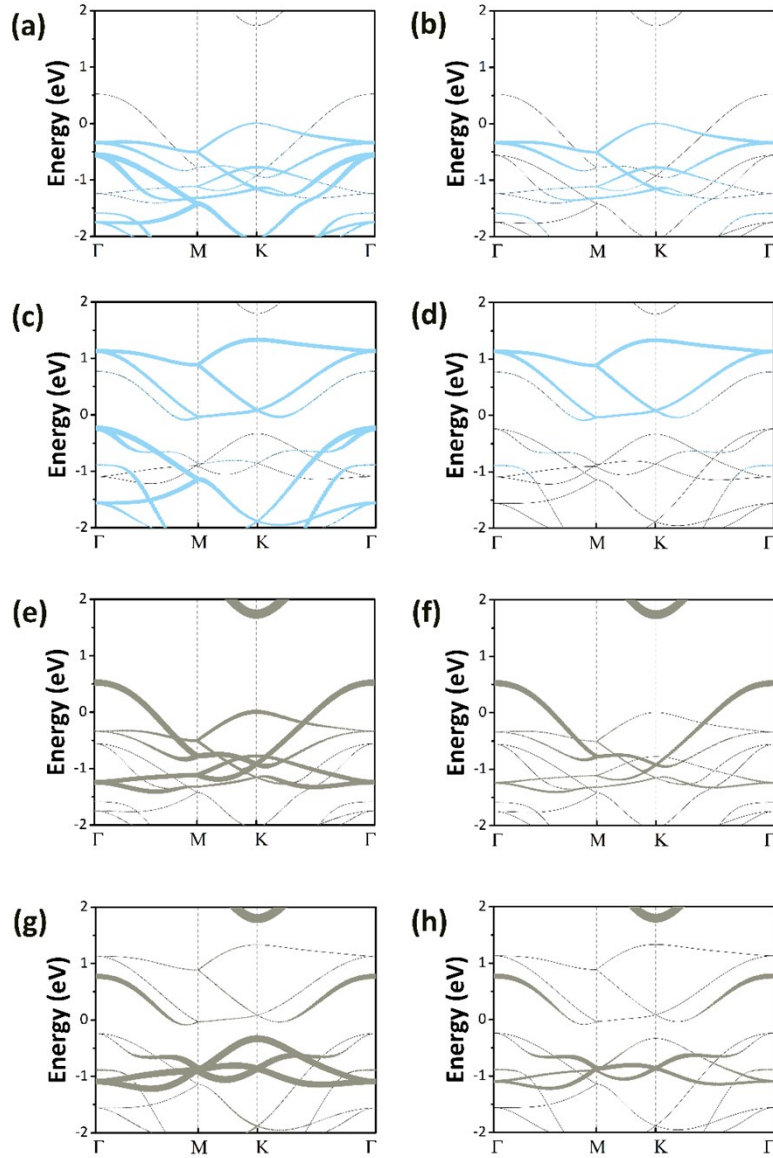 (a) (b)
Energy (eV) 2 1 0 -1 -2 Γ M K Γ
Energy (eV) 2 1 0 -1 -2 Γ M K Γ
(c) (d)
Energy (eV) 2 1 0 -1 -2 Γ M K Γ
Energy (eV) 2 1 0 -1 -2 Γ M K Γ
(e) (f)
Energy (eV) 2 1 0 -1 -2 Γ M K Γ
Energy (eV) 2 1 0 -1 -2 Γ M K Γ
(g) (h)
Energy (eV) 2 1 0 -1 -2 Γ M K Γ
Energy (eV) 2 1 0 -1 -2 Γ M K Γ